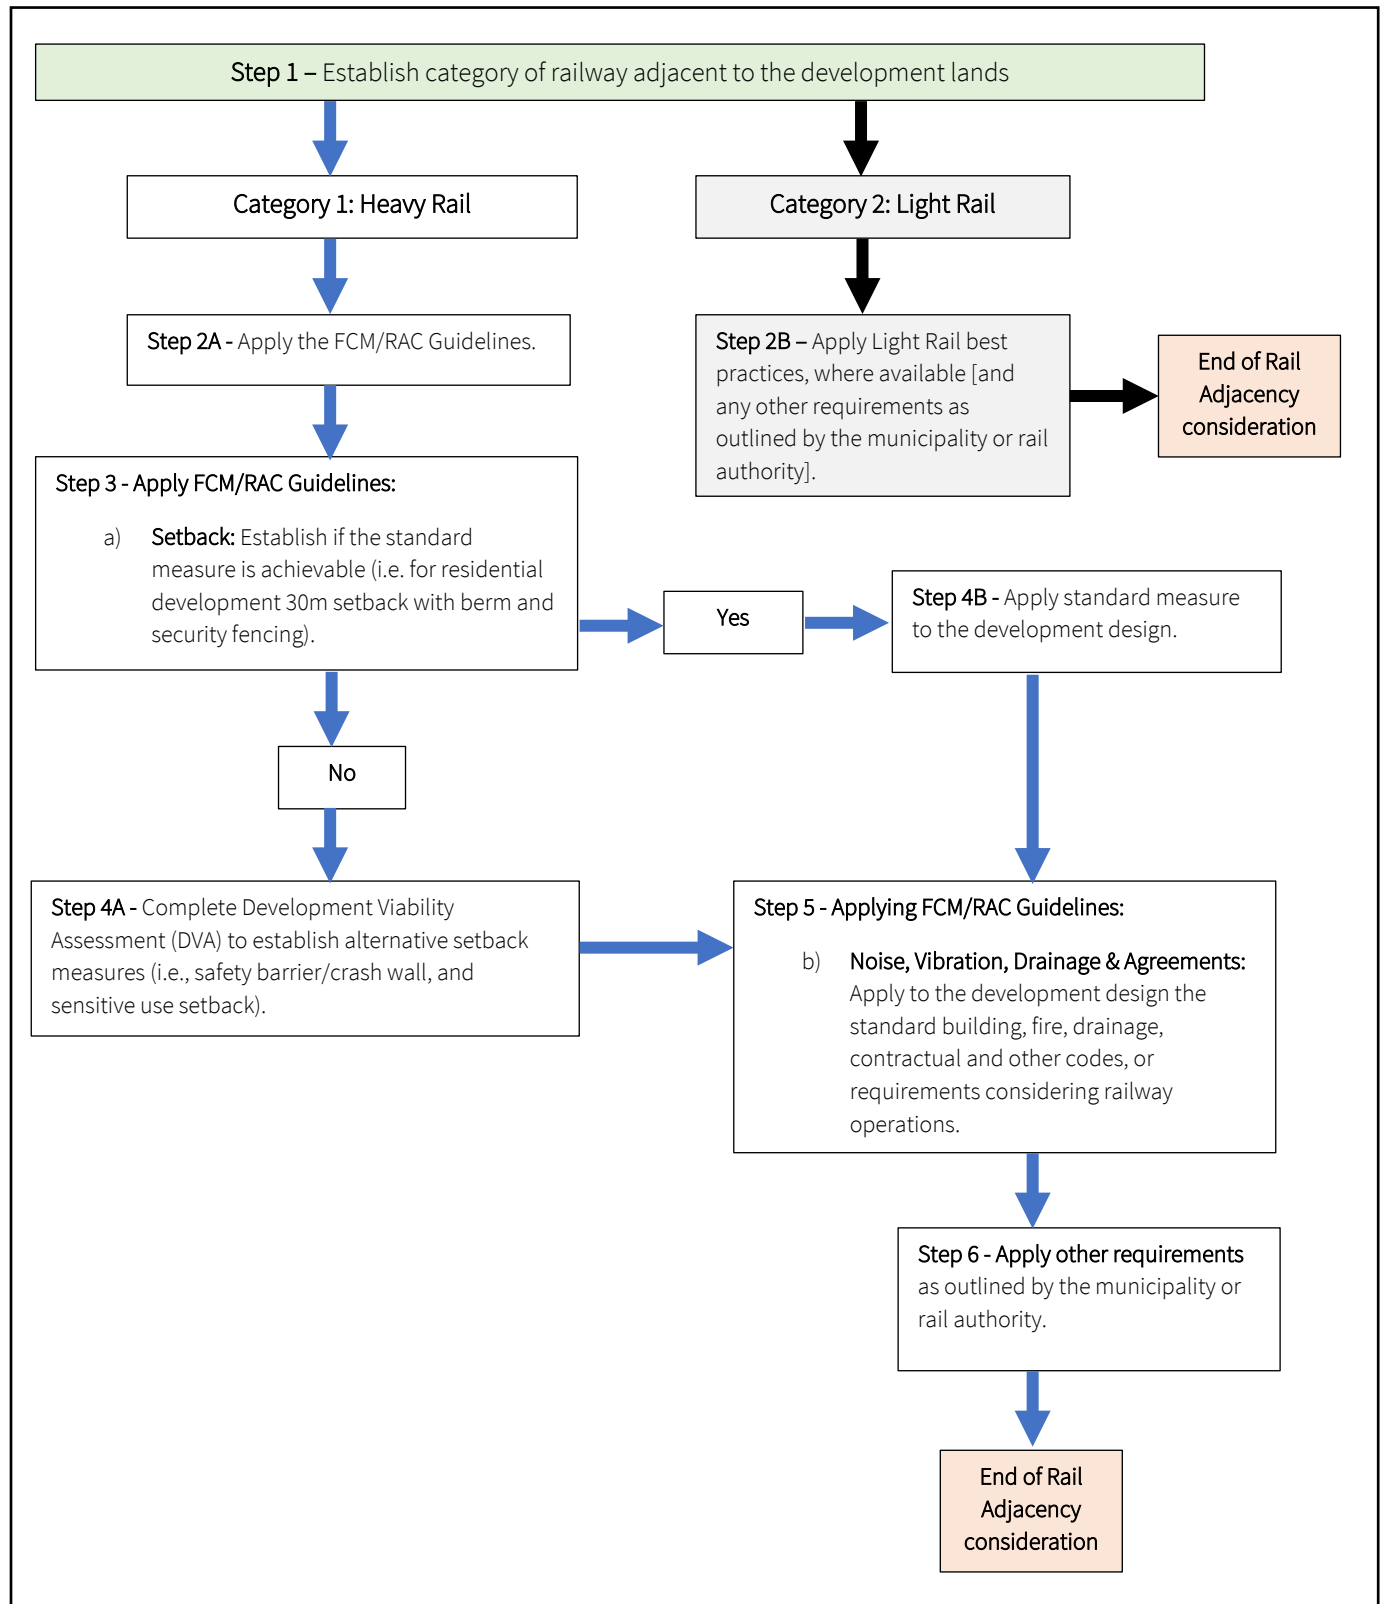 Step 1 – Establish category of railway adjacent to the development lands
Category 1: Heavy Rail
Category 2: Light Rail
Step 2A - Apply the FCM/RAC Guidelines.
Step 2B – Apply Light Rail best
practices, where available [and
any other requirements as
outlined by the municipality or rail
authority].
End of Rail
Adjacency
consideration
Step 3 - Apply FCM/RAC Guidelines:
a) Setback: Establish if the standard
measure is achievable (i.e. for residential
development 30m setback with berm and
security fencing).
Yes
Step 4B - Apply standard measure
to the development design.
No
Step 4A - Complete Development Viability
Assessment (DVA) to establish alternative setback
measures (i.e., safety barrier/crash wall, and
sensitive use setback).
Step 5 - Applying FCM/RAC Guidelines:
b) Noise, Vibration, Drainage & Agreements:
Apply to the development design the
standard building, fire, drainage,
contractual and other codes, or
requirements considering railway
operations.
Step 6 - Apply other requirements
as outlined by the municipality or
rail authority.
End of Rail
Adjacency
consideration